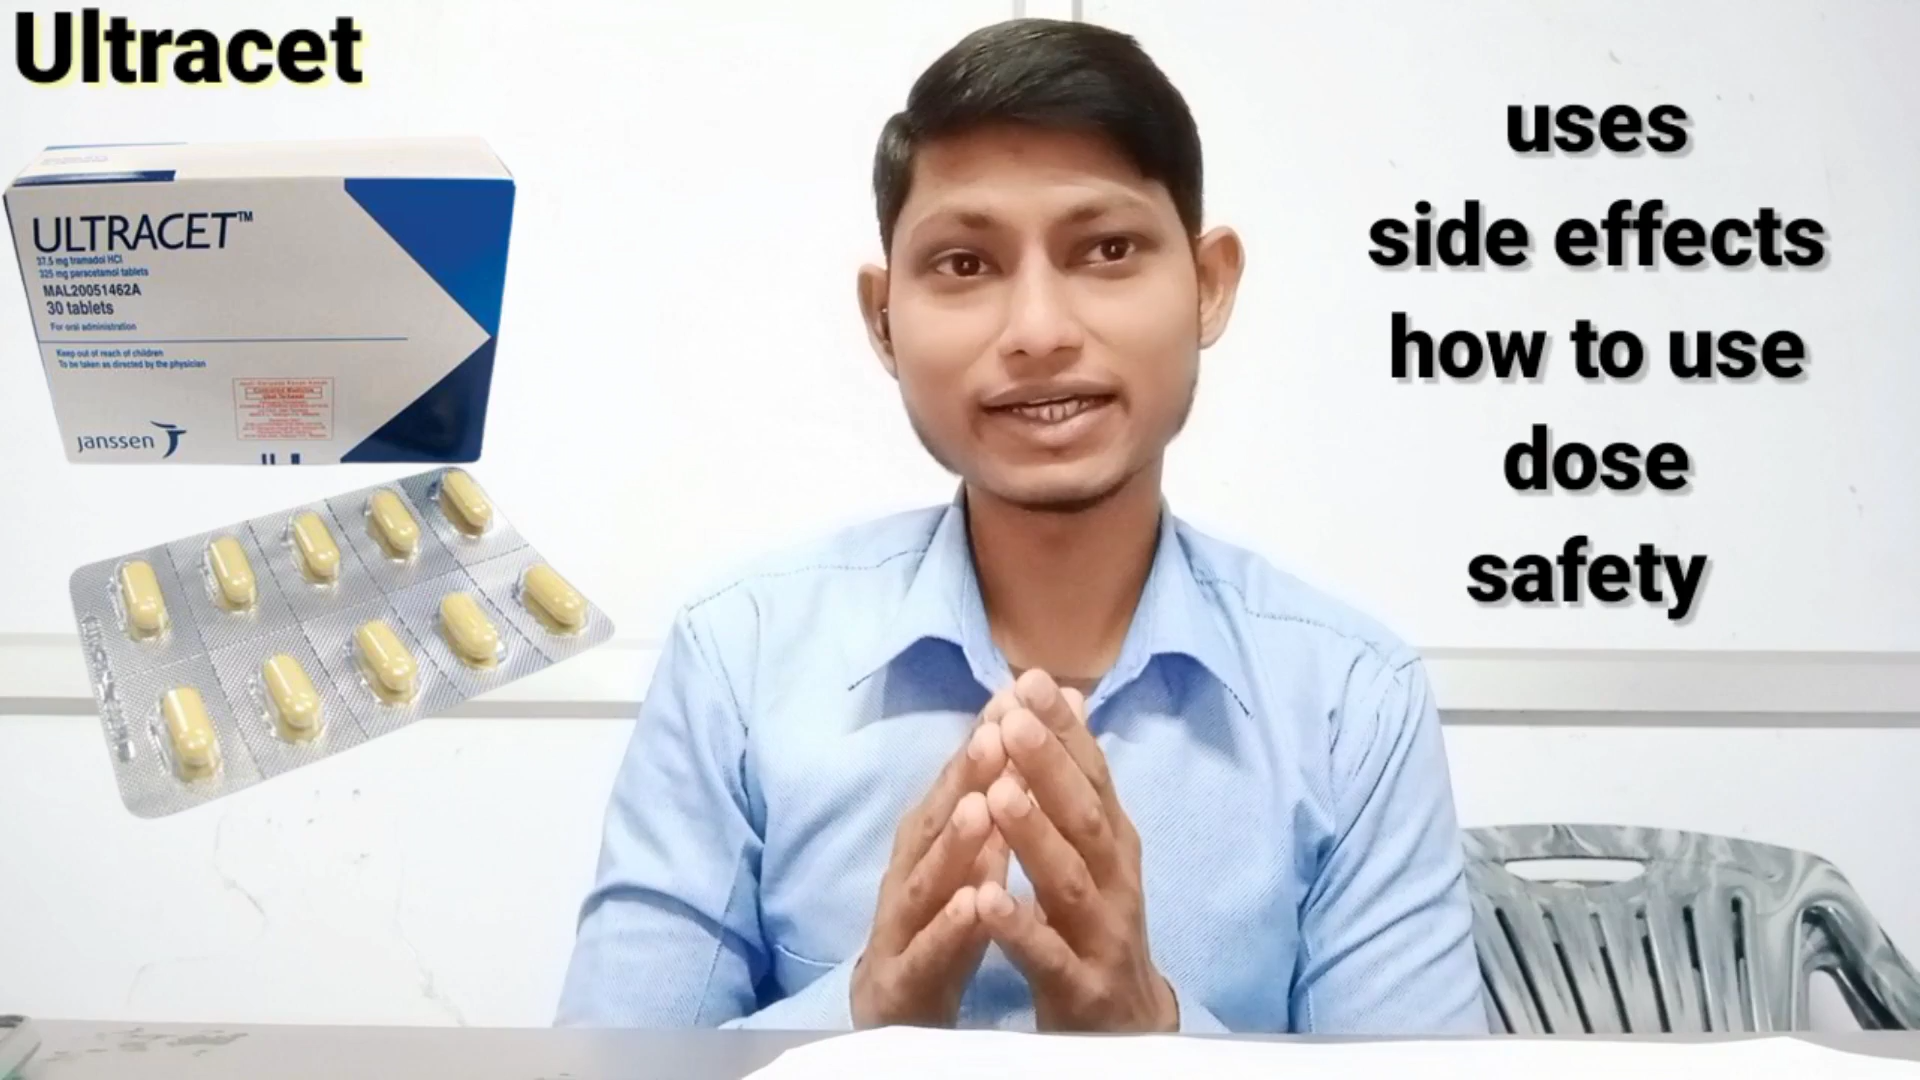 Ultracet
ULTRACET™
37.5 mg tramadol HCl
325 mg paracetamol tablets
MAL20051462A
30 tablets
For oral administration
Keep out of reach of children
To be taken as directed by the physician
janssen
uses
side effects
how to use
dose
safety